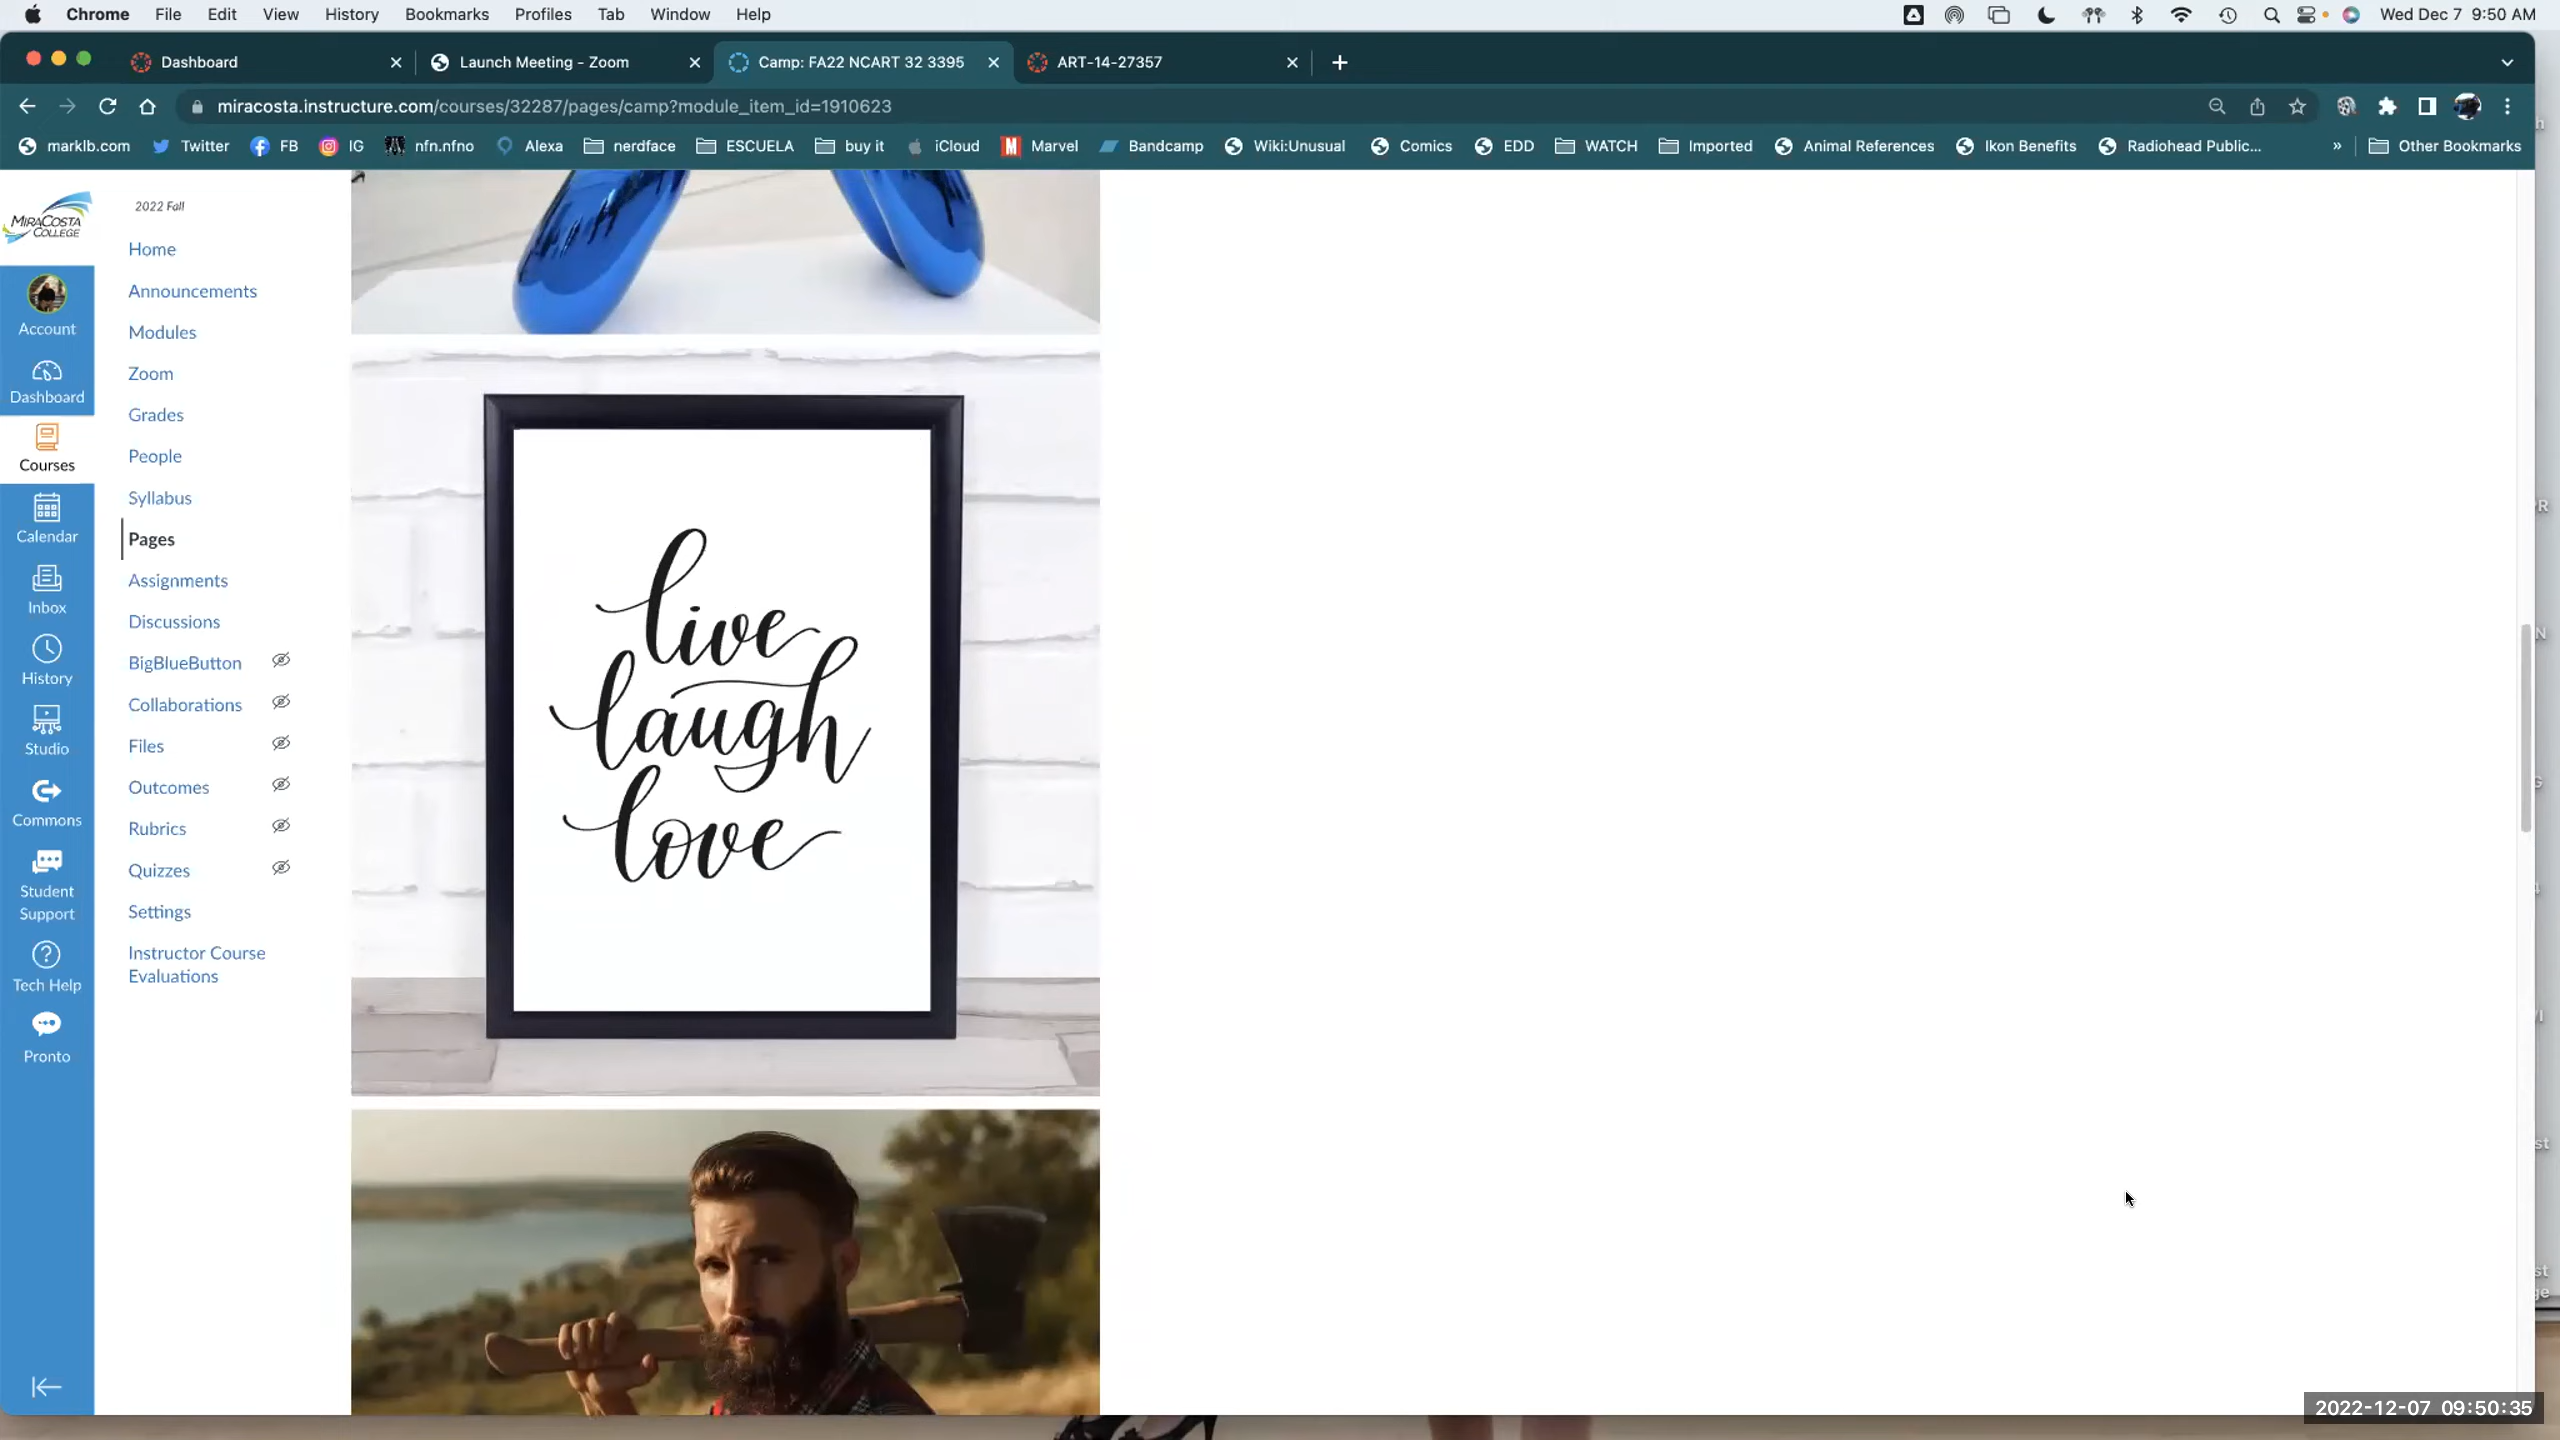 Chrome File Edit View History Bookmarks Profiles Tab Window Help Wed Dec 7 9:50 AM
Dashboard Launch Meeting - Zoom Camp: FA22 NCART 32 3395 ART-14-27357
miracosta.instructure.com/courses/32287/pages/camp?module_item_id=1910623
marklb.com Twitter FB IG nfn.nfno Alexa nerdface ESCUELA buy it iCloud Marvel Bandcamp Wiki:Unusual Comics EDD WATCH Imported Animal References Ikon Benefits Radiohead Public... » Other Bookmarks
MIRACOSTA
COLLEGE
Account
Dashboard
Courses
Calendar
Inbox
History
Studio
Commons
Student
Support
Tech Help
Pronto
2022 Fall
Home
Announcements
Modules
Zoom
Grades
People
Syllabus
Pages
Assignments
Discussions
BigBlueButton
Collaborations
Files
Outcomes
Rubrics
Quizzes
Settings
Instructor Course
Evaluations
live
laugh
love
2022-12-07 09:50:35